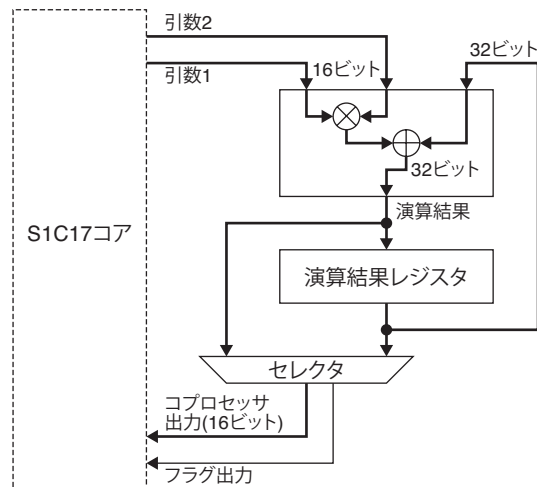 引数2
32ビット
引数1
16ビット
32ビット
演算結果
S1C17コア
演算結果レジスタ
セレクタ
コプロセッサ
出力(16ビット)
フラグ出力